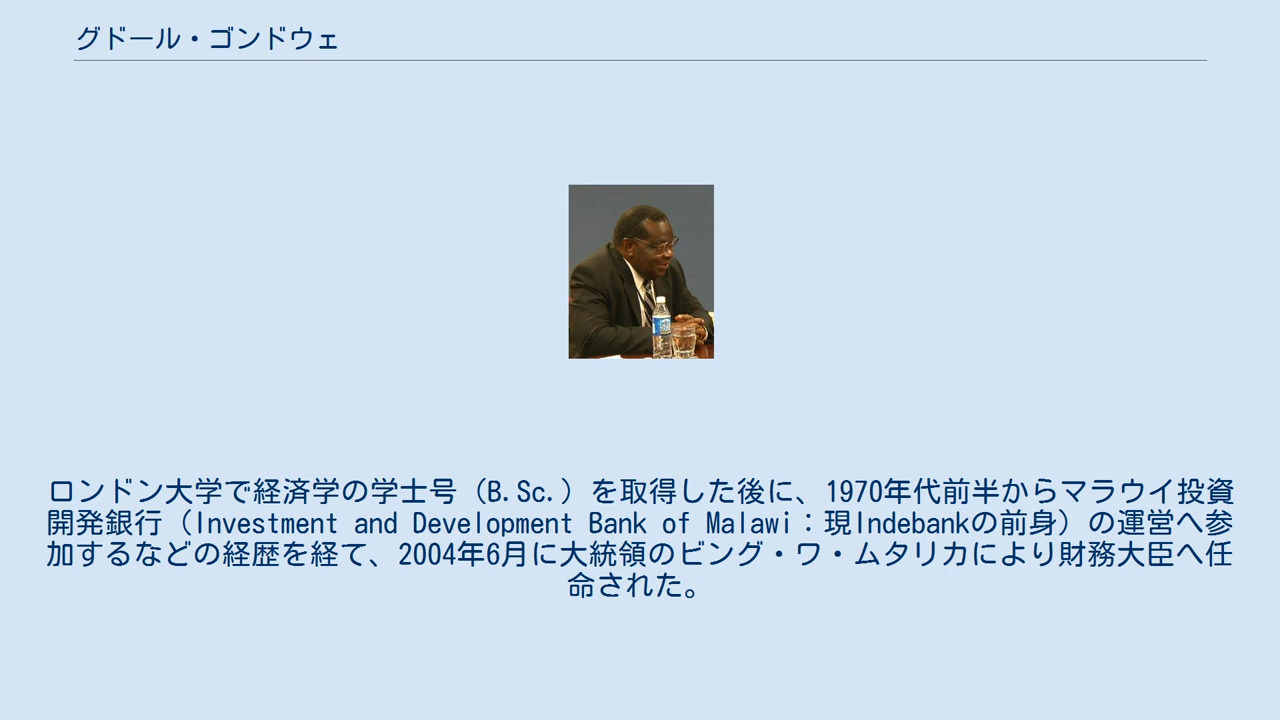 グドール・ゴンドウェ
ロンドン大学で経済学の学士号（B.Sc.）を取得した後に、1970年代前半からマラウイ投資
開発銀行（Investment and Development Bank of Malawi：現Indebankの前身）の運営へ参
加するなどの経歴を経て、2004年6月に大統領のビング・ワ・ムタリカにより財務大臣へ任
命された。